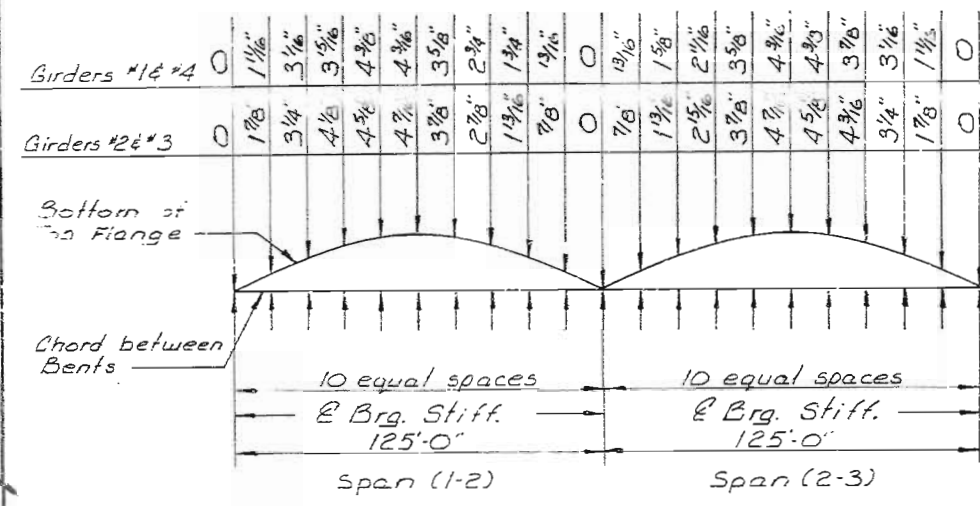 Girders #1 & #4 0 1 11/16" 3 1/16" 3 15/16" 4 3/8" 4 3/16" 3 5/8" 2 3/4" 1 3/4" 13/16" 0 13/16" 1 5/8" 2 11/16" 3 5/8" 4 3/16" 4 3/8" 3 7/8" 3 1/16" 0
Girders #2 & #3 0 1 7/8" 3 1/4" 4 1/8" 4 5/8" 4 7/16" 3 7/8" 2 7/8" 1 13/16" 7/8" 0 7/8" 1 13/16" 2 15/16" 3 7/8" 4 7/16" 4 5/8" 4 3/16" 3 1/4" 1 7/8" 0
Bottom of
Top Flange
Chord between
Bents
10 equal spaces 10 equal spaces
℄ Brg. Stiff. ℄ Brg. Stiff.
125'-0" 125'-0"
Span (1-2) Span (2-3)